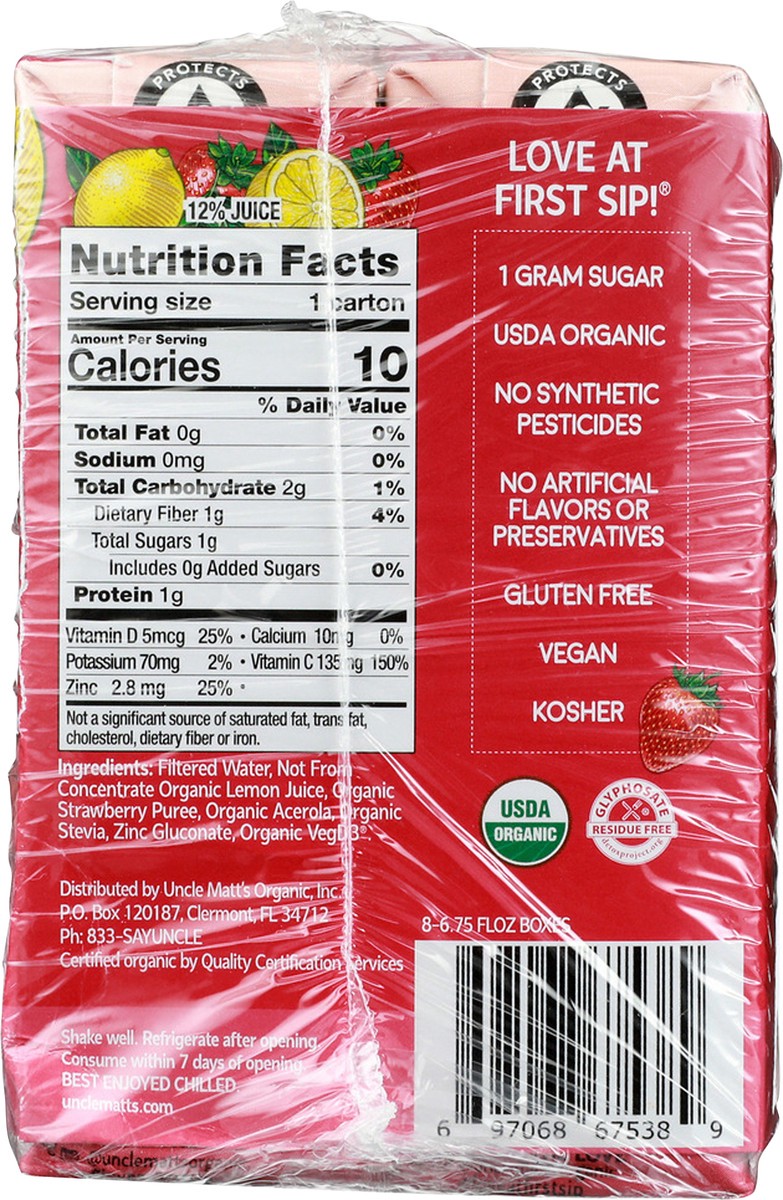 PROTECTS
PROTECTS
12% JUICE
Nutrition Facts
Serving size 1 carton
Amount Per Serving
Calories 10
% Daily Value
Total Fat 0g 0%
Sodium 0mg 0%
Total Carbohydrate 2g 1%
Dietary Fiber 1g 4%
Total Sugars 1g
Includes 0g Added Sugars 0%
Protein 1g
Vitamin D 5mcg 25% • Calcium 10mg 0%
Potassium 70mg 2% • Vitamin C 135mg 150%
Zinc 2.8 mg 25% •
Not a significant source of saturated fat, trans fat,
cholesterol, dietary fiber or iron.
Ingredients: Filtered Water, Not From
Concentrate Organic Lemon Juice, Organic
Strawberry Puree, Organic Acerola, Organic
Stevia, Zinc Gluconate, Organic VegD3®.
Distributed by Uncle Matt's Organic, Inc.
P.O. Box 120187, Clermont, FL 34712
Ph: 833-SAYUNCLE
Certified organic by Quality Certification Services
Shake well. Refrigerate after opening.
Consume within 7 days of opening.
BEST ENJOYED CHILLED.
unclematts.com
LOVE AT
FIRST SIP!®
1 GRAM SUGAR
USDA ORGANIC
NO SYNTHETIC
PESTICIDES
NO ARTIFICIAL
FLAVORS OR
PRESERVATIVES
GLUTEN FREE
VEGAN
KOSHER
USDA
ORGANIC
GLYPHOSATE
RESIDUE FREE
detoxproject.org
8-6.75 FL OZ BOXES
6 97068 67538 9